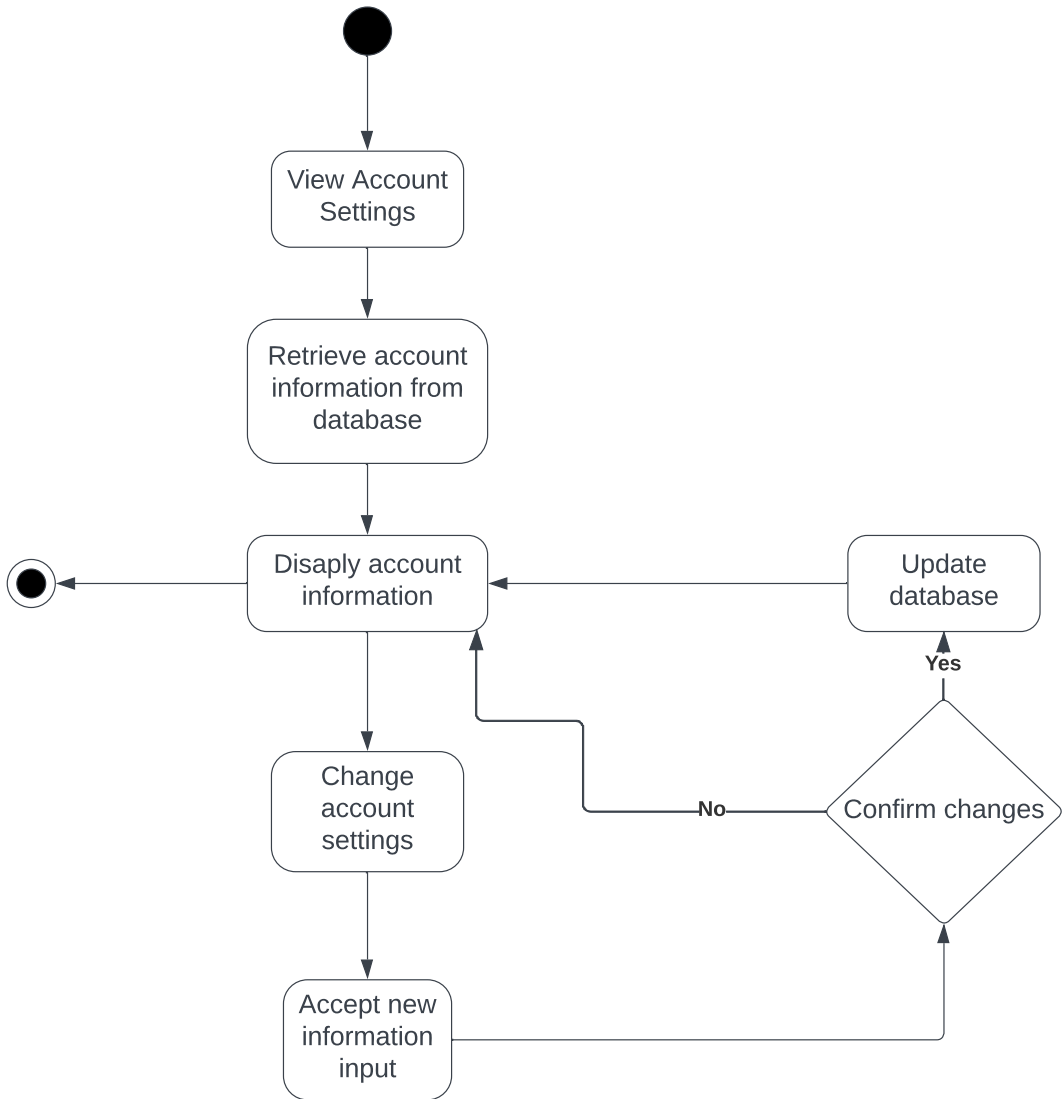 View Account
Settings
Retrieve account
information from
database
Disaply account
information
Update
database
Yes
Change
account
settings
No
Confirm changes
Accept new
information
input